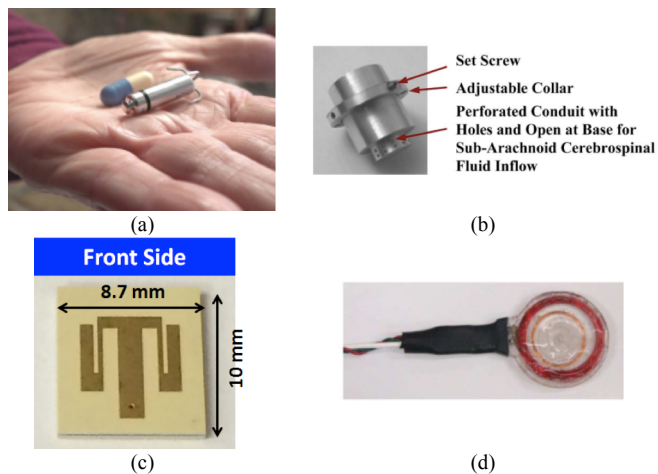 Set Screw
Adjustable Collar
Perforated Conduit with
Holes and Open at Base for
Sub-Arachnoid Cerebrospinal
Fluid Inflow
(a)
(b)
Front Side
8.7 mm
10 mm
(c)
(d)